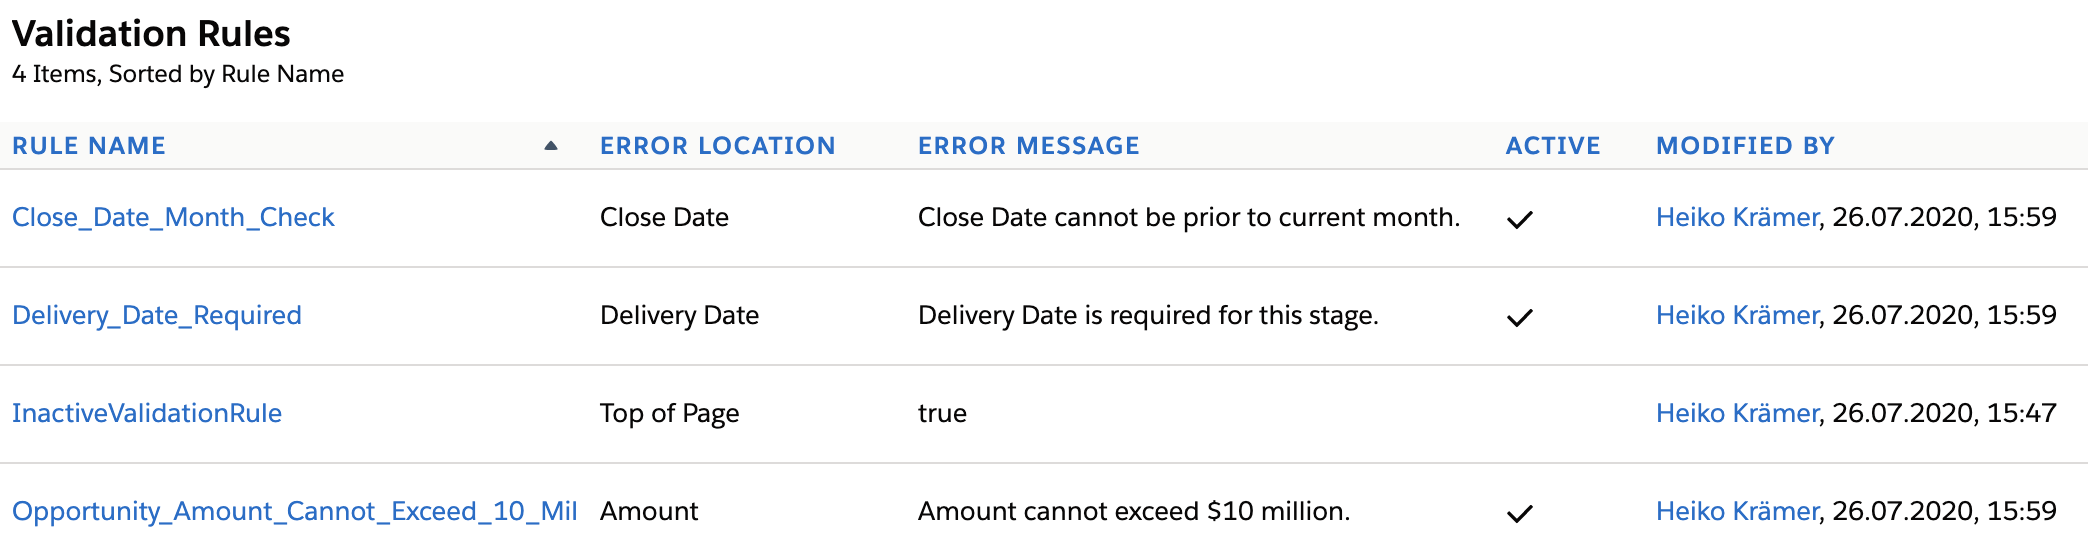 Validation Rules
4 Items, Sorted by Rule Name
RULE NAME ERROR LOCATION ERROR MESSAGE ACTIVE MODIFIED BY
Close_Date_Month_Check Close Date Close Date cannot be prior to current month. Heiko Krämer, 26.07.2020, 15:59
Delivery_Date_Required Delivery Date Delivery Date is required for this stage. Heiko Krämer, 26.07.2020, 15:59
InactiveValidationRule Top of Page true Heiko Krämer, 26.07.2020, 15:47
Opportunity_Amount_Cannot_Exceed_10_Mil Amount Amount cannot exceed $10 million. Heiko Krämer, 26.07.2020, 15:59